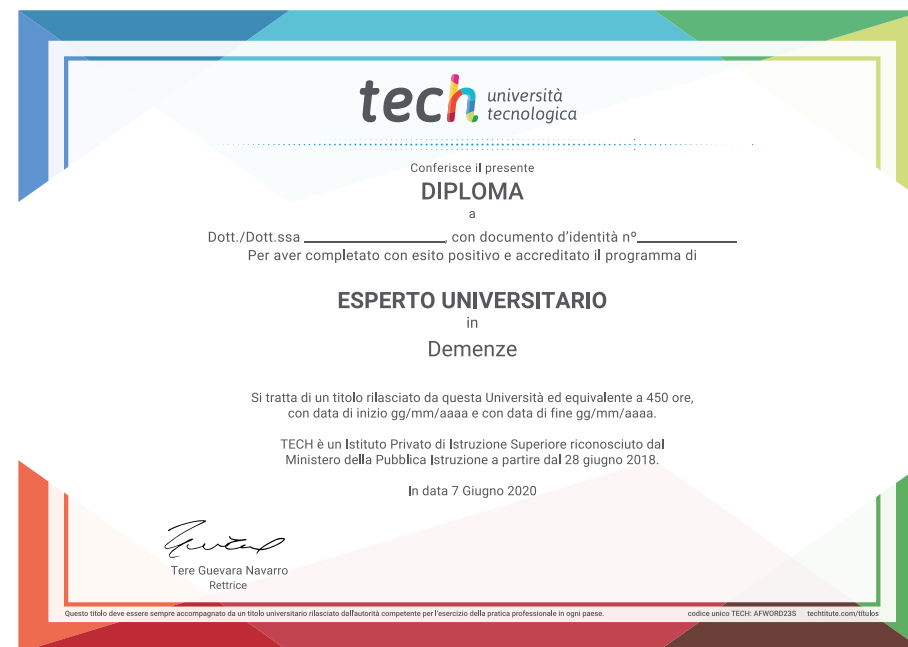 tech università
tecnologica
Conferisce il presente
DIPLOMA
a
Dott./Dott.ssa ____________________, con documento d'identità nº______________
Per aver completato con esito positivo e accreditato il programma di
ESPERTO UNIVERSITARIO
in
Demenze
Si tratta di un titolo rilasciato da questa Università ed equivalente a 450 ore,
con data di inizio gg/mm/aaaa e con data di fine gg/mm/aaaa.
TECH è un Istituto Privato di Istruzione Superiore riconosciuto dal
Ministero della Pubblica Istruzione a partire dal 28 giugno 2018.
In data 7 Giugno 2020
Tere Guevara Navarro
Rettrice
Questo titolo deve essere sempre accompagnato da un titolo universitario rilasciato dall'autorità competente per l'esercizio della pratica professionale in ogni paese. codice unico TECH: AFWORD23S techtitute.com/titulos